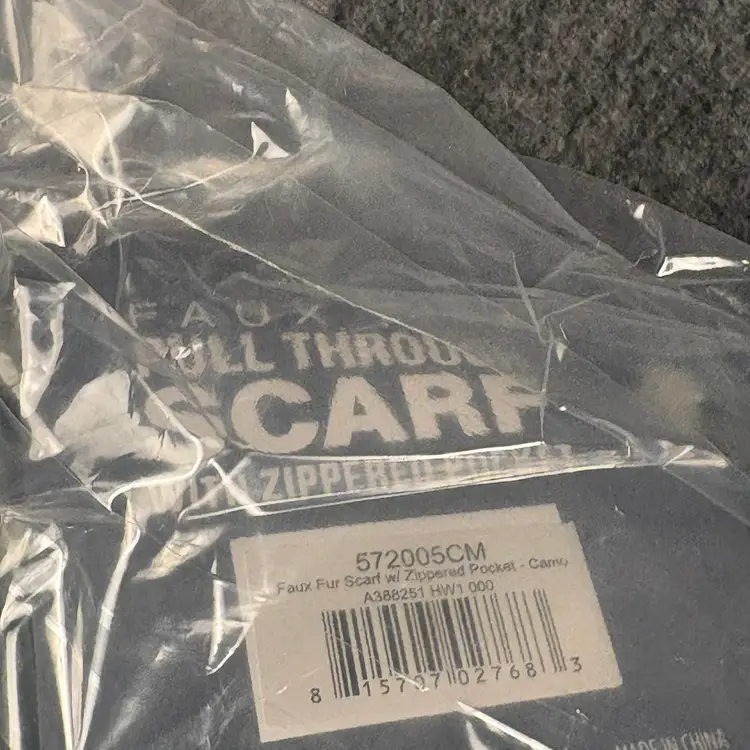 FAUX
PULL THROUGH
SCARF
WITH ZIPPERED POCKET
572005CM
Faux Fur Scarf w/ Zippered Pocket - Camo
A388251 HW1 000
8 15707 02768 3
MADE IN CHINA